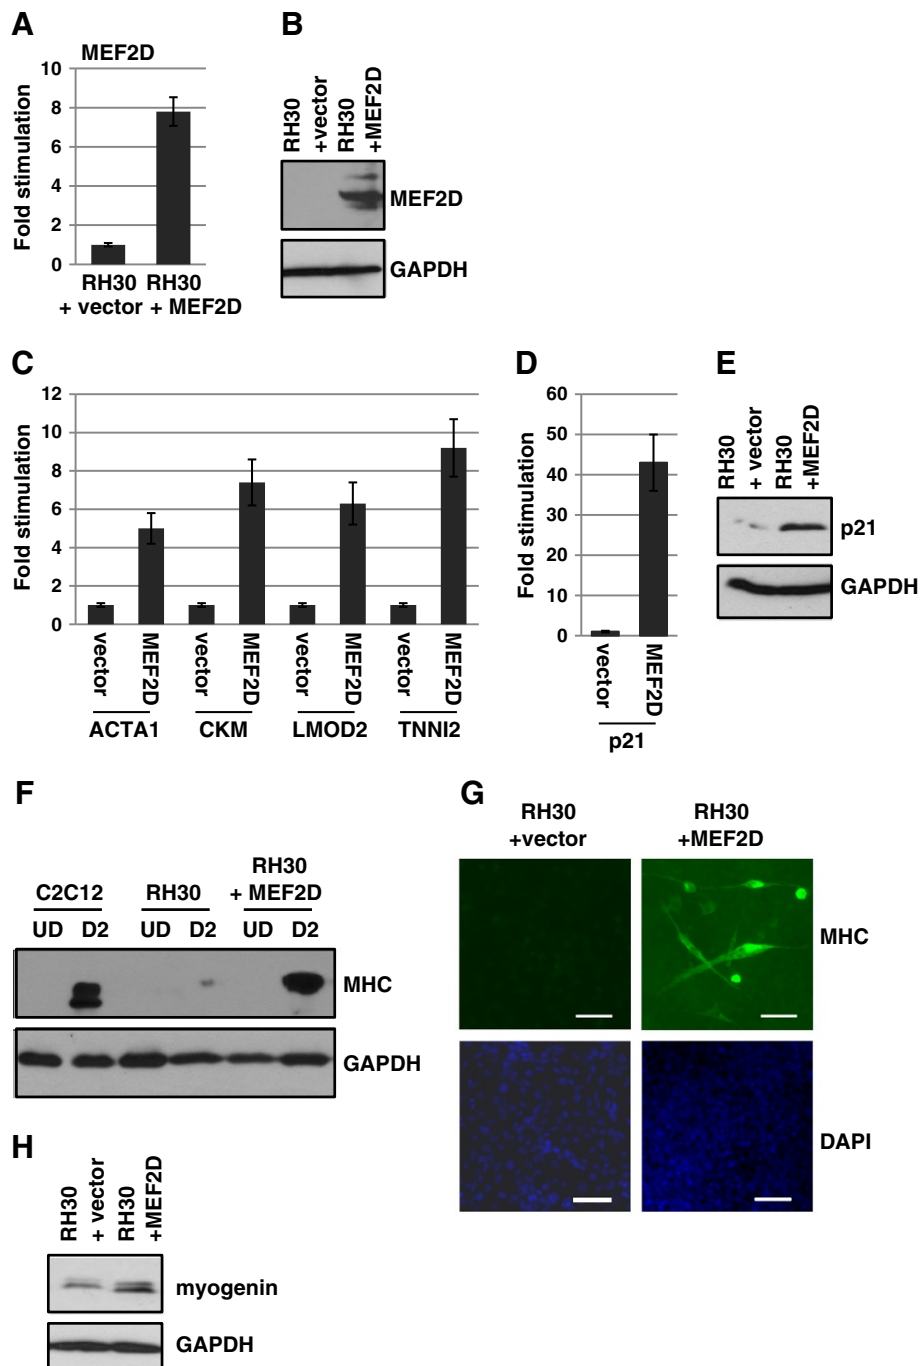 A
MEF2D
Fold stimulation
10
8
6
4
2
0
RH30 RH30
+ vector + MEF2D
B
RH30
+vector
RH30
+MEF2D
MEF2D
GAPDH
C
Fold stimulation
12
10
8
6
4
2
0
vector
MEF2D
vector
MEF2D
vector
MEF2D
vector
MEF2D
ACTA1 CKM LMOD2 TNNI2
D
Fold stimulation
60
50
40
30
20
10
0
vector
MEF2D
p21
E
RH30
+ vector
RH30
+MEF2D
p21
GAPDH
F
C2C12 RH30 RH30
+ MEF2D
UD D2 UD D2 UD D2
MHC
GAPDH
G
RH30 RH30
+vector +MEF2D
MHC
DAPI
H
RH30
+ vector
RH30
+MEF2D
myogenin
GAPDH